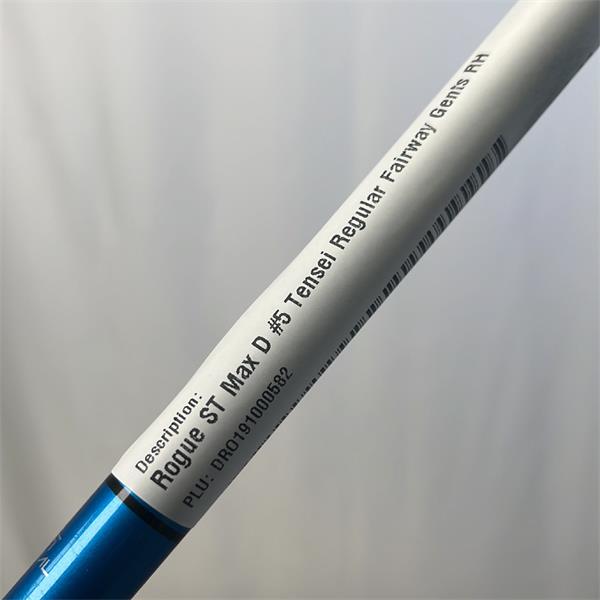 Description:
Rogue ST Max D #5 Tensei Regular Fairway Gents RH
PLU: DRO191000582